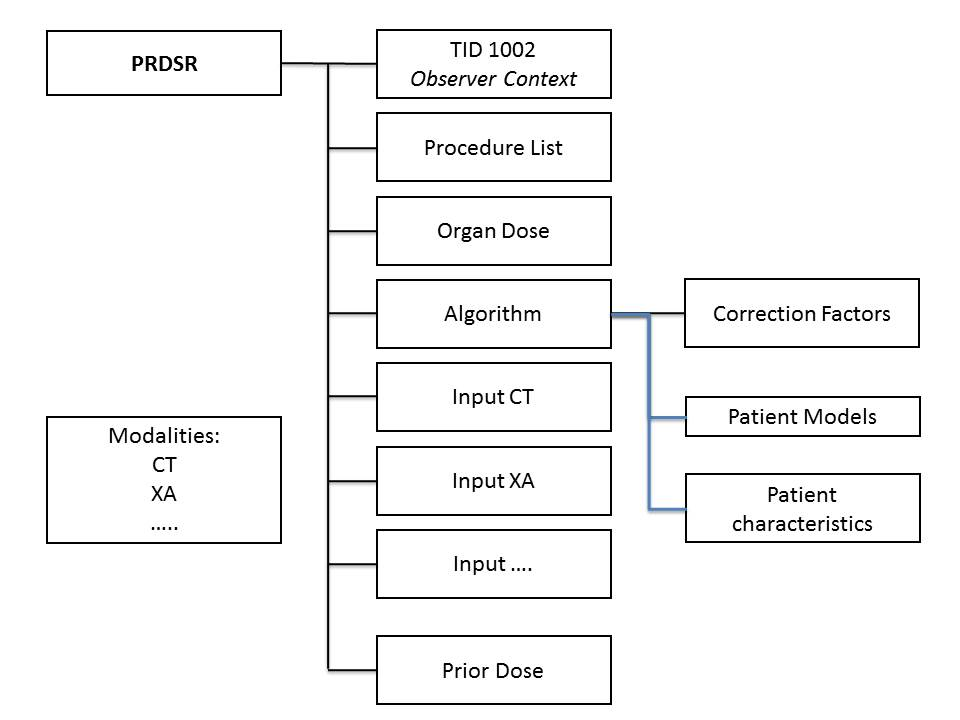 PRDSR
TID 1002
Observer Context
Procedure List
Organ Dose
Algorithm
Correction Factors
Input CT
Patient Models
Modalities:
CT
XA
.....
Input XA
Patient
characteristics
Input ....
Prior Dose